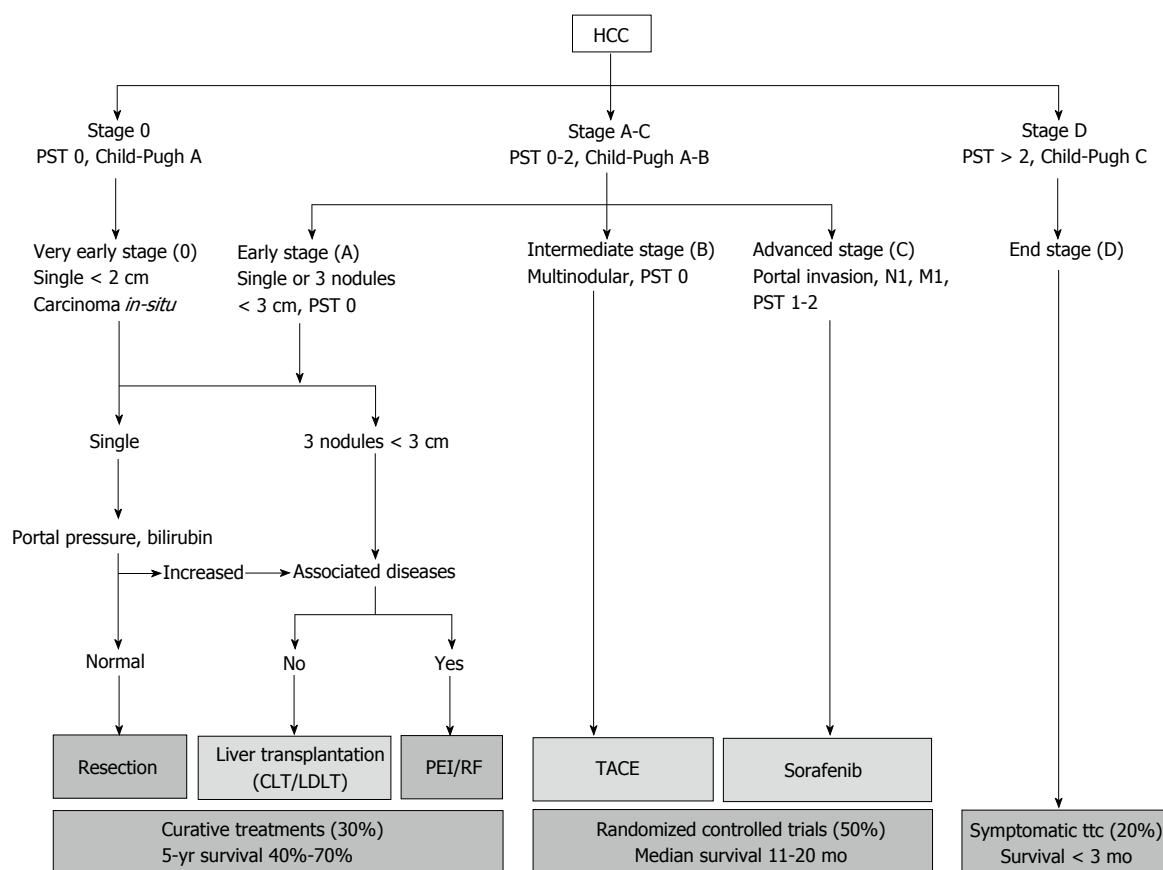 HCC
Stage 0
PST 0, Child-Pugh A
Stage A-C
PST 0-2, Child-Pugh A-B
Stage D
PST > 2, Child-Pugh C
Very early stage (0)
Single < 2 cm
Carcinoma in-situ
Early stage (A)
Single or 3 nodules
< 3 cm, PST 0
Intermediate stage (B)
Multinodular, PST 0
Advanced stage (C)
Portal invasion, N1, M1,
PST 1-2
End stage (D)
Single
3 nodules < 3 cm
Portal pressure, bilirubin
Increased
Associated diseases
Normal
No
Yes
Resection
Liver transplantation
(CLT/LDLT)
PEI/RF
TACE
Sorafenib
Curative treatments (30%)
5-yr survival 40%-70%
Randomized controlled trials (50%)
Median survival 11-20 mo
Symptomatic ttc (20%)
Survival < 3 mo